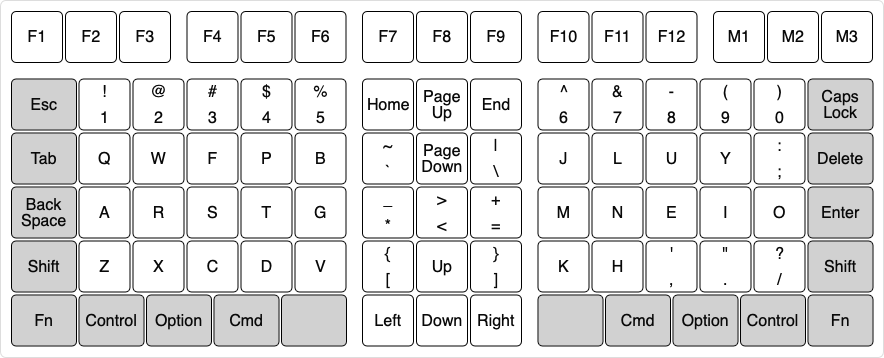 F1 F2 F3 F4 F5 F6 F7 F8 F9 F10 F11 F12 M1 M2 M3
Esc ! 1 @ 2 # 3 $ 4 % 5 Home Page Up End ^ 6 & 7 - 8 ( 9 ) 0 Caps Lock
Tab Q W F P B ~ ` Page Down | \ J L U Y : ; Delete
Back Space A R S T G _ * > < + = M N E I O Enter
Shift Z X C D V { [ Up } ] K H ' , " . ? / Shift
Fn Control Option Cmd Left Down Right Cmd Option Control Fn